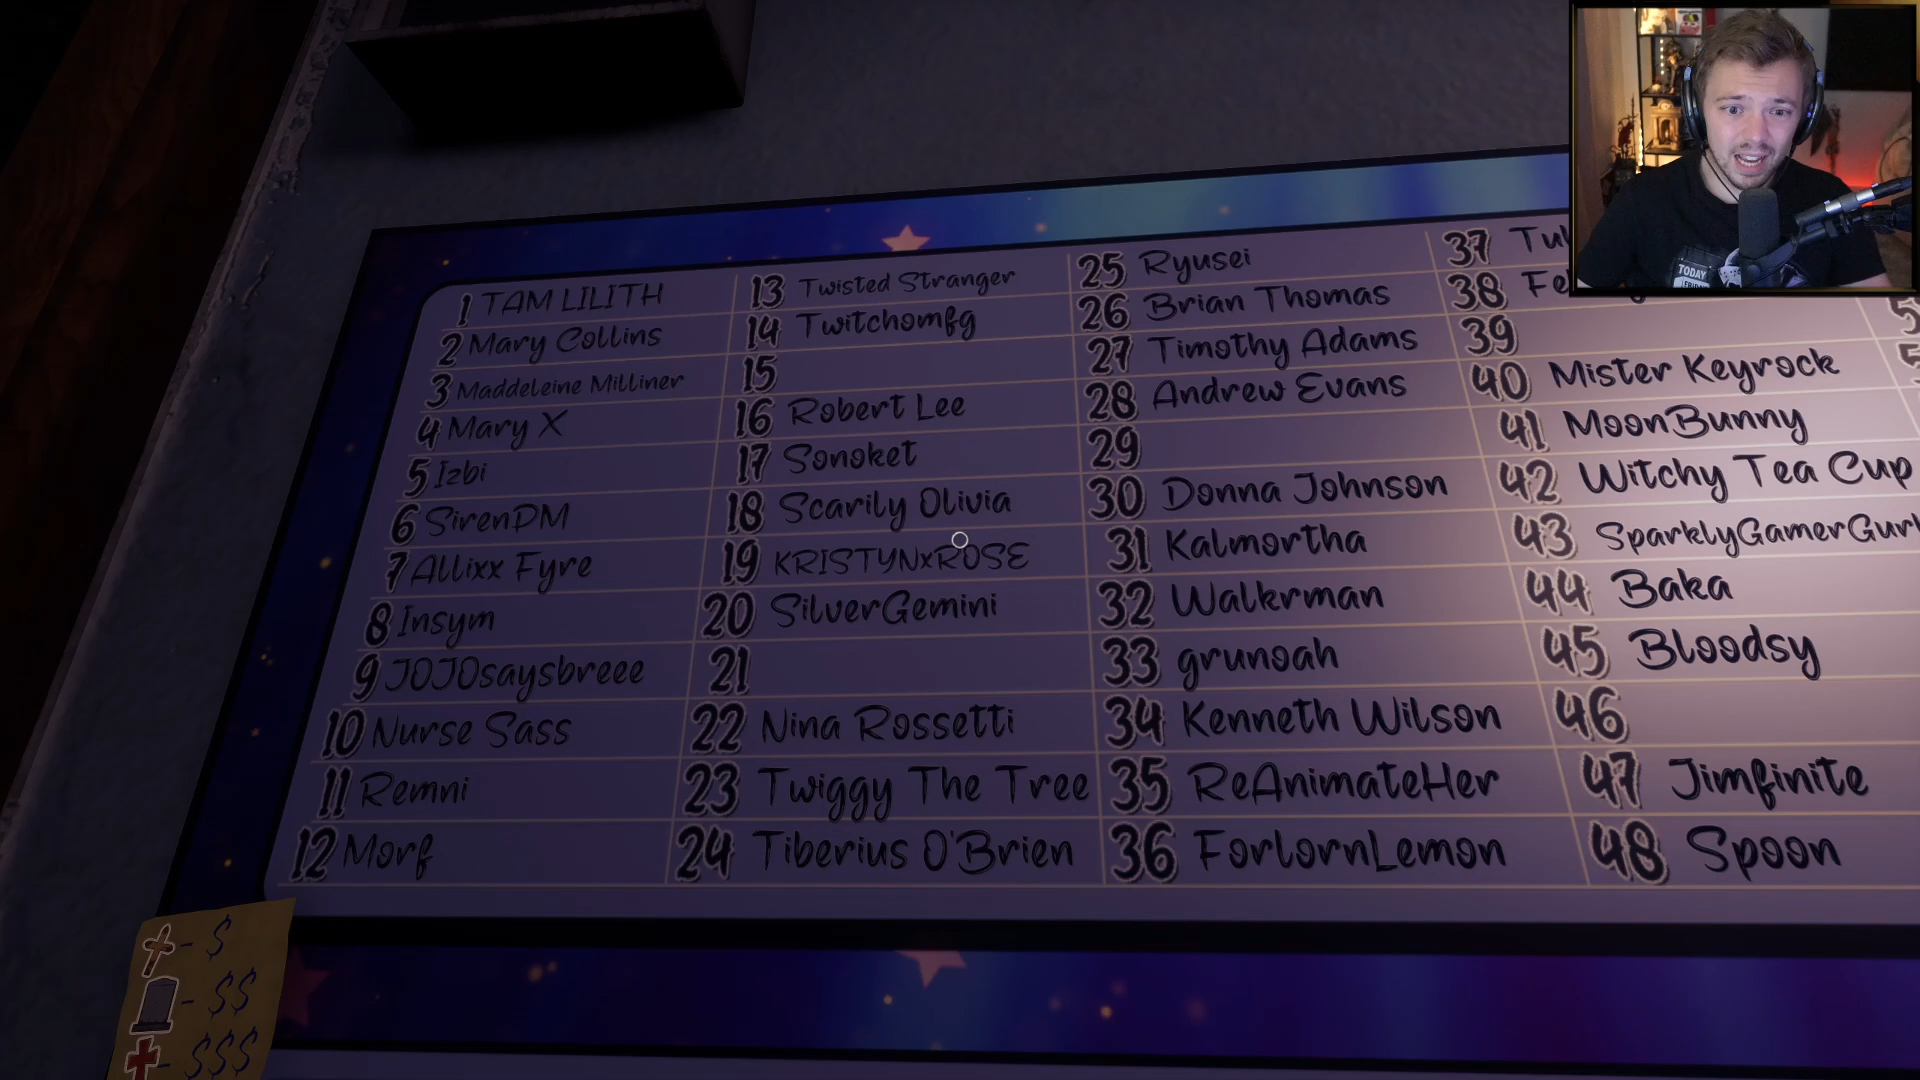 1 TAM LILITH
2 Mary Collins
3 Maddeleine Milliner
4 Mary X
5 Izbi
6 SirenPM
7 Allixx Fyre
8 Insym
9 JOJOsaysbreee
10 Nurse Sass
11 Remni
12 Morf
13 Twisted Stranger
14 Twitchomfg
15
16 Robert Lee
17 Sonoket
18 Scarily Olivia
19 KRISTYNxROSE
20 SilverGemini
21
22 Nina Rossetti
23 Twiggy The Tree
24 Tiberius O'Brien
25 Ryusei
26 Brian Thomas
27 Timothy Adams
28 Andrew Evans
29
30 Donna Johnson
31 Kalmortha
32 Walkrman
33 grunoah
34 Kenneth Wilson
35 ReAnimateHer
36 ForlornLemon
37
38
39
40 Mister Keyrock
41 MoonBunny
42 Witchy Tea Cup
43
44 Baka
45 Bloodsy
46
47 Jimfinite
48 Spoon
- $
- $$
- $$$
TODAY